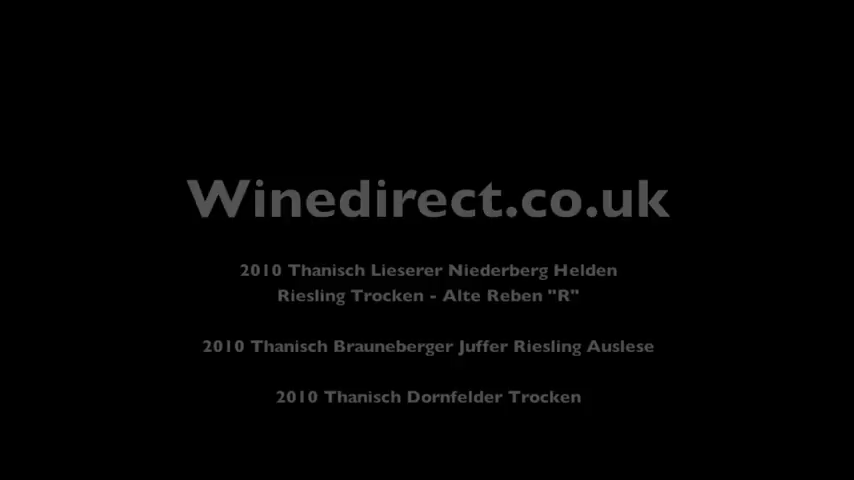 Winedirect.co.uk
2010 Thanisch Lieserer Niederberg Helden
Riesling Trocken - Alte Reben "R"
2010 Thanisch Brauneberger Juffer Riesling Auslese
2010 Thanisch Dornfelder Trocken